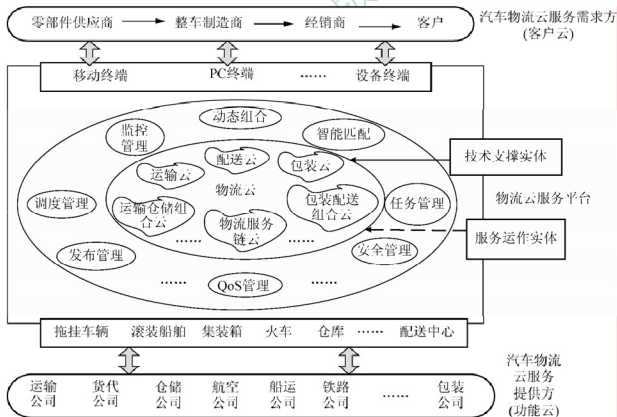 零部件供应商 整车制造商 经销商 客户
汽车物流云服务需求方
(客户云)
移动终端 PC终端 …… 设备终端
动态组合
监控
管理
智能匹配
配送云
包装云
技术支撑实体
运输云
物流云
调度管理
运输仓储组
合云
包装配送
组合云
任务管理
物流云服务平台
物流服务
链云
…… ……
服务运作实体
发布管理
安全管理
…… QoS管理 ……
拖挂车辆 滚装船舶 集装箱 火车 仓库 …… 配送中心
汽车物流
云服务
提供方
(功能云)
运输
公司
货代
公司
仓储
公司
航空
公司
船运
公司
铁路
公司
……
包装
公司